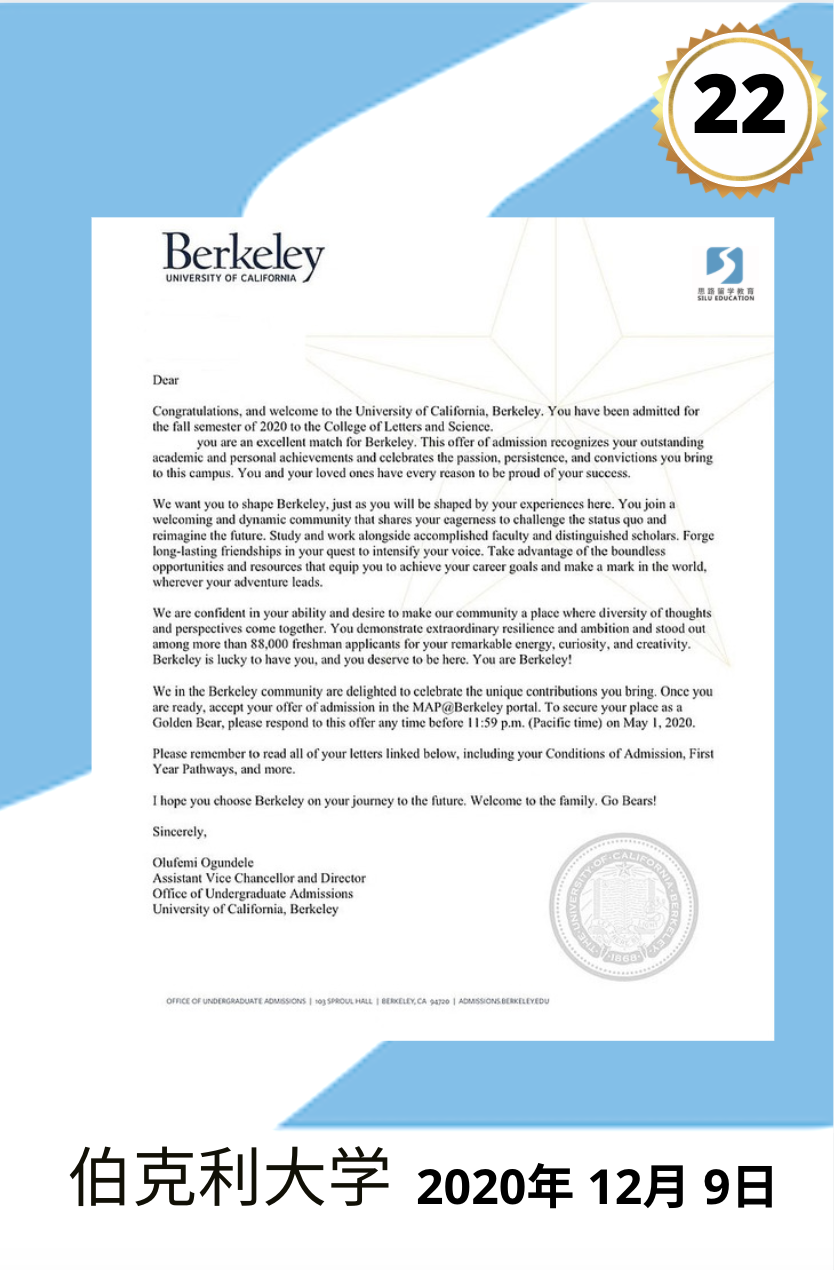 22
Berkeley
UNIVERSITY OF CALIFORNIA
思路留学教育
SILU EDUCATION
Dear
Congratulations, and welcome to the University of California, Berkeley. You have been admitted for
the fall semester of 2020 to the College of Letters and Science.
you are an excellent match for Berkeley. This offer of admission recognizes your outstanding
academic and personal achievements and celebrates the passion, persistence, and convictions you bring
to this campus. You and your loved ones have every reason to be proud of your success.
We want you to shape Berkeley, just as you will be shaped by your experiences here. You join a
welcoming and dynamic community that shares your eagerness to challenge the status quo and
reimagine the future. Study and work alongside accomplished faculty and distinguished scholars. Forge
long-lasting friendships in your quest to intensify your voice. Take advantage of the boundless
opportunities and resources that equip you to achieve your career goals and make a mark in the world,
wherever your adventure leads.
We are confident in your ability and desire to make our community a place where diversity of thoughts
and perspectives come together. You demonstrate extraordinary resilience and ambition and stood out
among more than 88,000 freshman applicants for your remarkable energy, curiosity, and creativity.
Berkeley is lucky to have you, and you deserve to be here. You are Berkeley!
We in the Berkeley community are delighted to celebrate the unique contributions you bring. Once you
are ready, accept your offer of admission in the MAP@Berkeley portal. To secure your place as a
Golden Bear, please respond to this offer any time before 11:59 p.m. (Pacific time) on May 1, 2020.
Please remember to read all of your letters linked below, including your Conditions of Admission, First
Year Pathways, and more.
I hope you choose Berkeley on your journey to the future. Welcome to the family. Go Bears!
Sincerely,
Olufemi Ogundele
Assistant Vice Chancellor and Director
Office of Undergraduate Admissions
University of California, Berkeley
·THE·UNIVERSITY·OF·CALIFORNIA·BERKELEY·
·1868·
OFFICE OF UNDERGRADUATE ADMISSIONS | 103 SPROUL HALL | BERKELEY, CA 94720 | ADMISSIONS.BERKELEY.EDU
伯克利大学 2020年 12月 9日